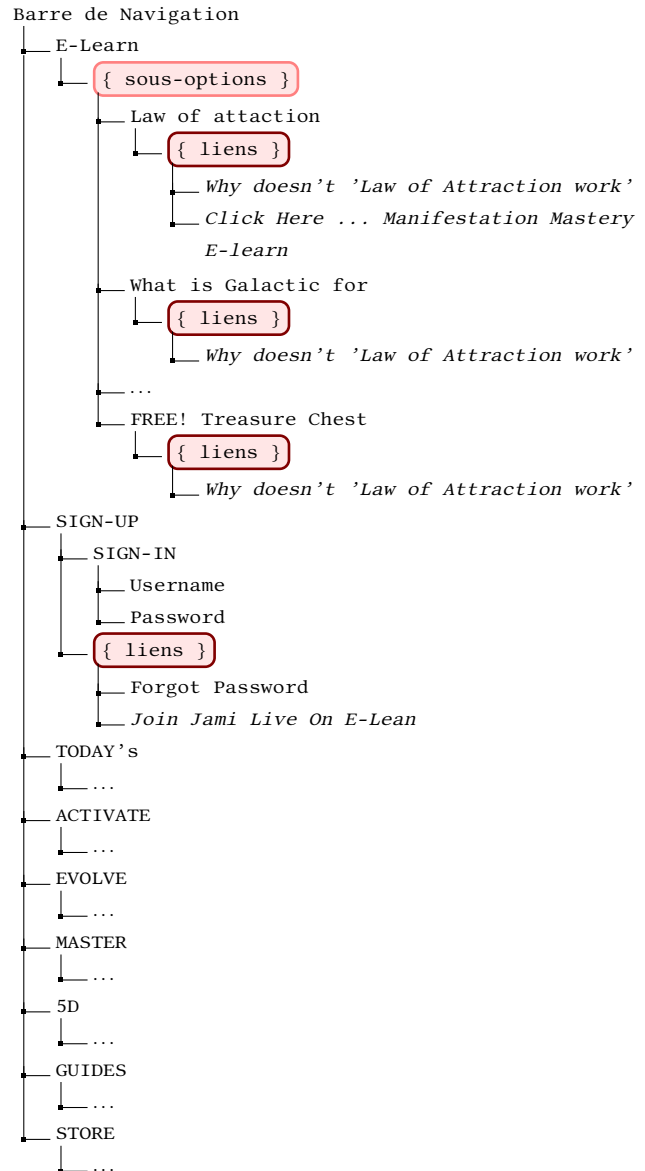 Barre de Navigation
E-Learn
{ sous-options }
Law of attaction
{ liens }
Why doesn't 'Law of Attraction work'
Click Here ... Manifestation Mastery
E-learn
What is Galactic for
{ liens }
Why doesn't 'Law of Attraction work'
...
FREE! Treasure Chest
{ liens }
Why doesn't 'Law of Attraction work'
SIGN-UP
SIGN-IN
Username
Password
{ liens }
Forgot Password
Join Jami Live On E-Lean
TODAY's
...
ACTIVATE
...
EVOLVE
...
MASTER
...
5D
...
GUIDES
...
STORE
...